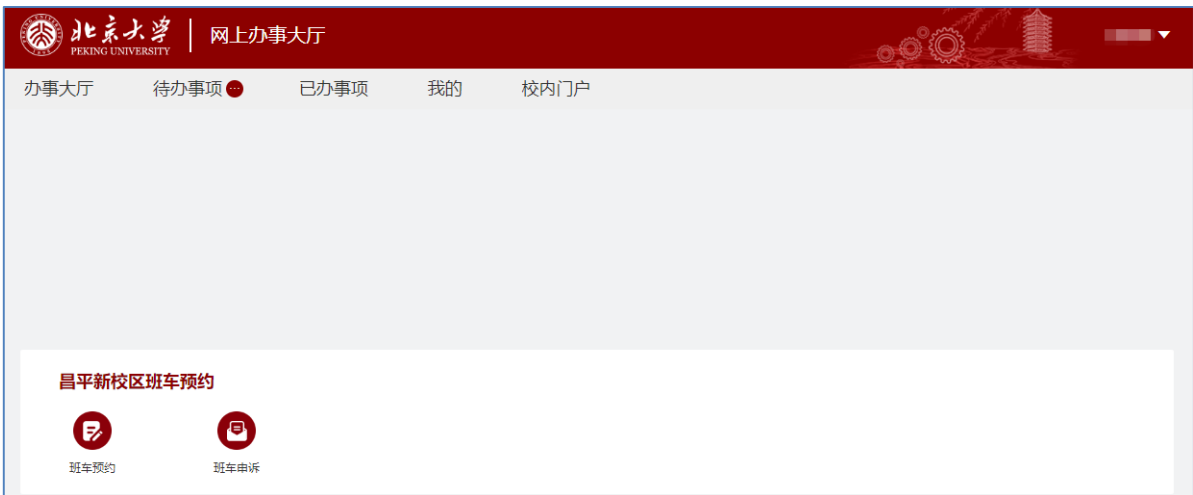 北京大学
PEKING UNIVERSITY
网上办事大厅
办事大厅 待办事项 已办事项 我的 校内门户
昌平新校区班车预约
班车预约 班车申诉